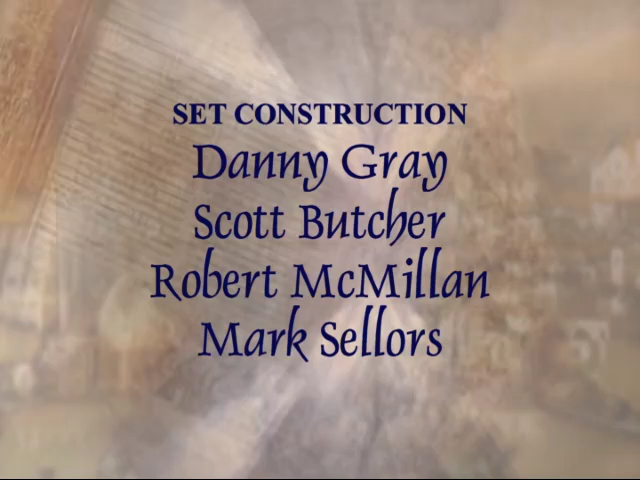 SET CONSTRUCTION
Danny Gray
Scott Butcher
Robert McMillan
Mark Sellors